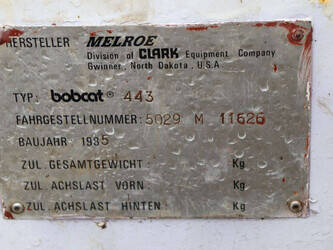 HERSTELLER MELROE
Division of CLARK Equipment Company
Gwinner, North Dakota, U.S.A.
TYP: bobcat® 443
FAHRGESTELLNUMMER: 5029 M 11626
BAUJAHR: 1985
ZUL. GESAMTGEWICHT: Kg
ZUL. ACHSLAST VORN: Kg
ZUL. ACHSLAST HINTEN: Kg